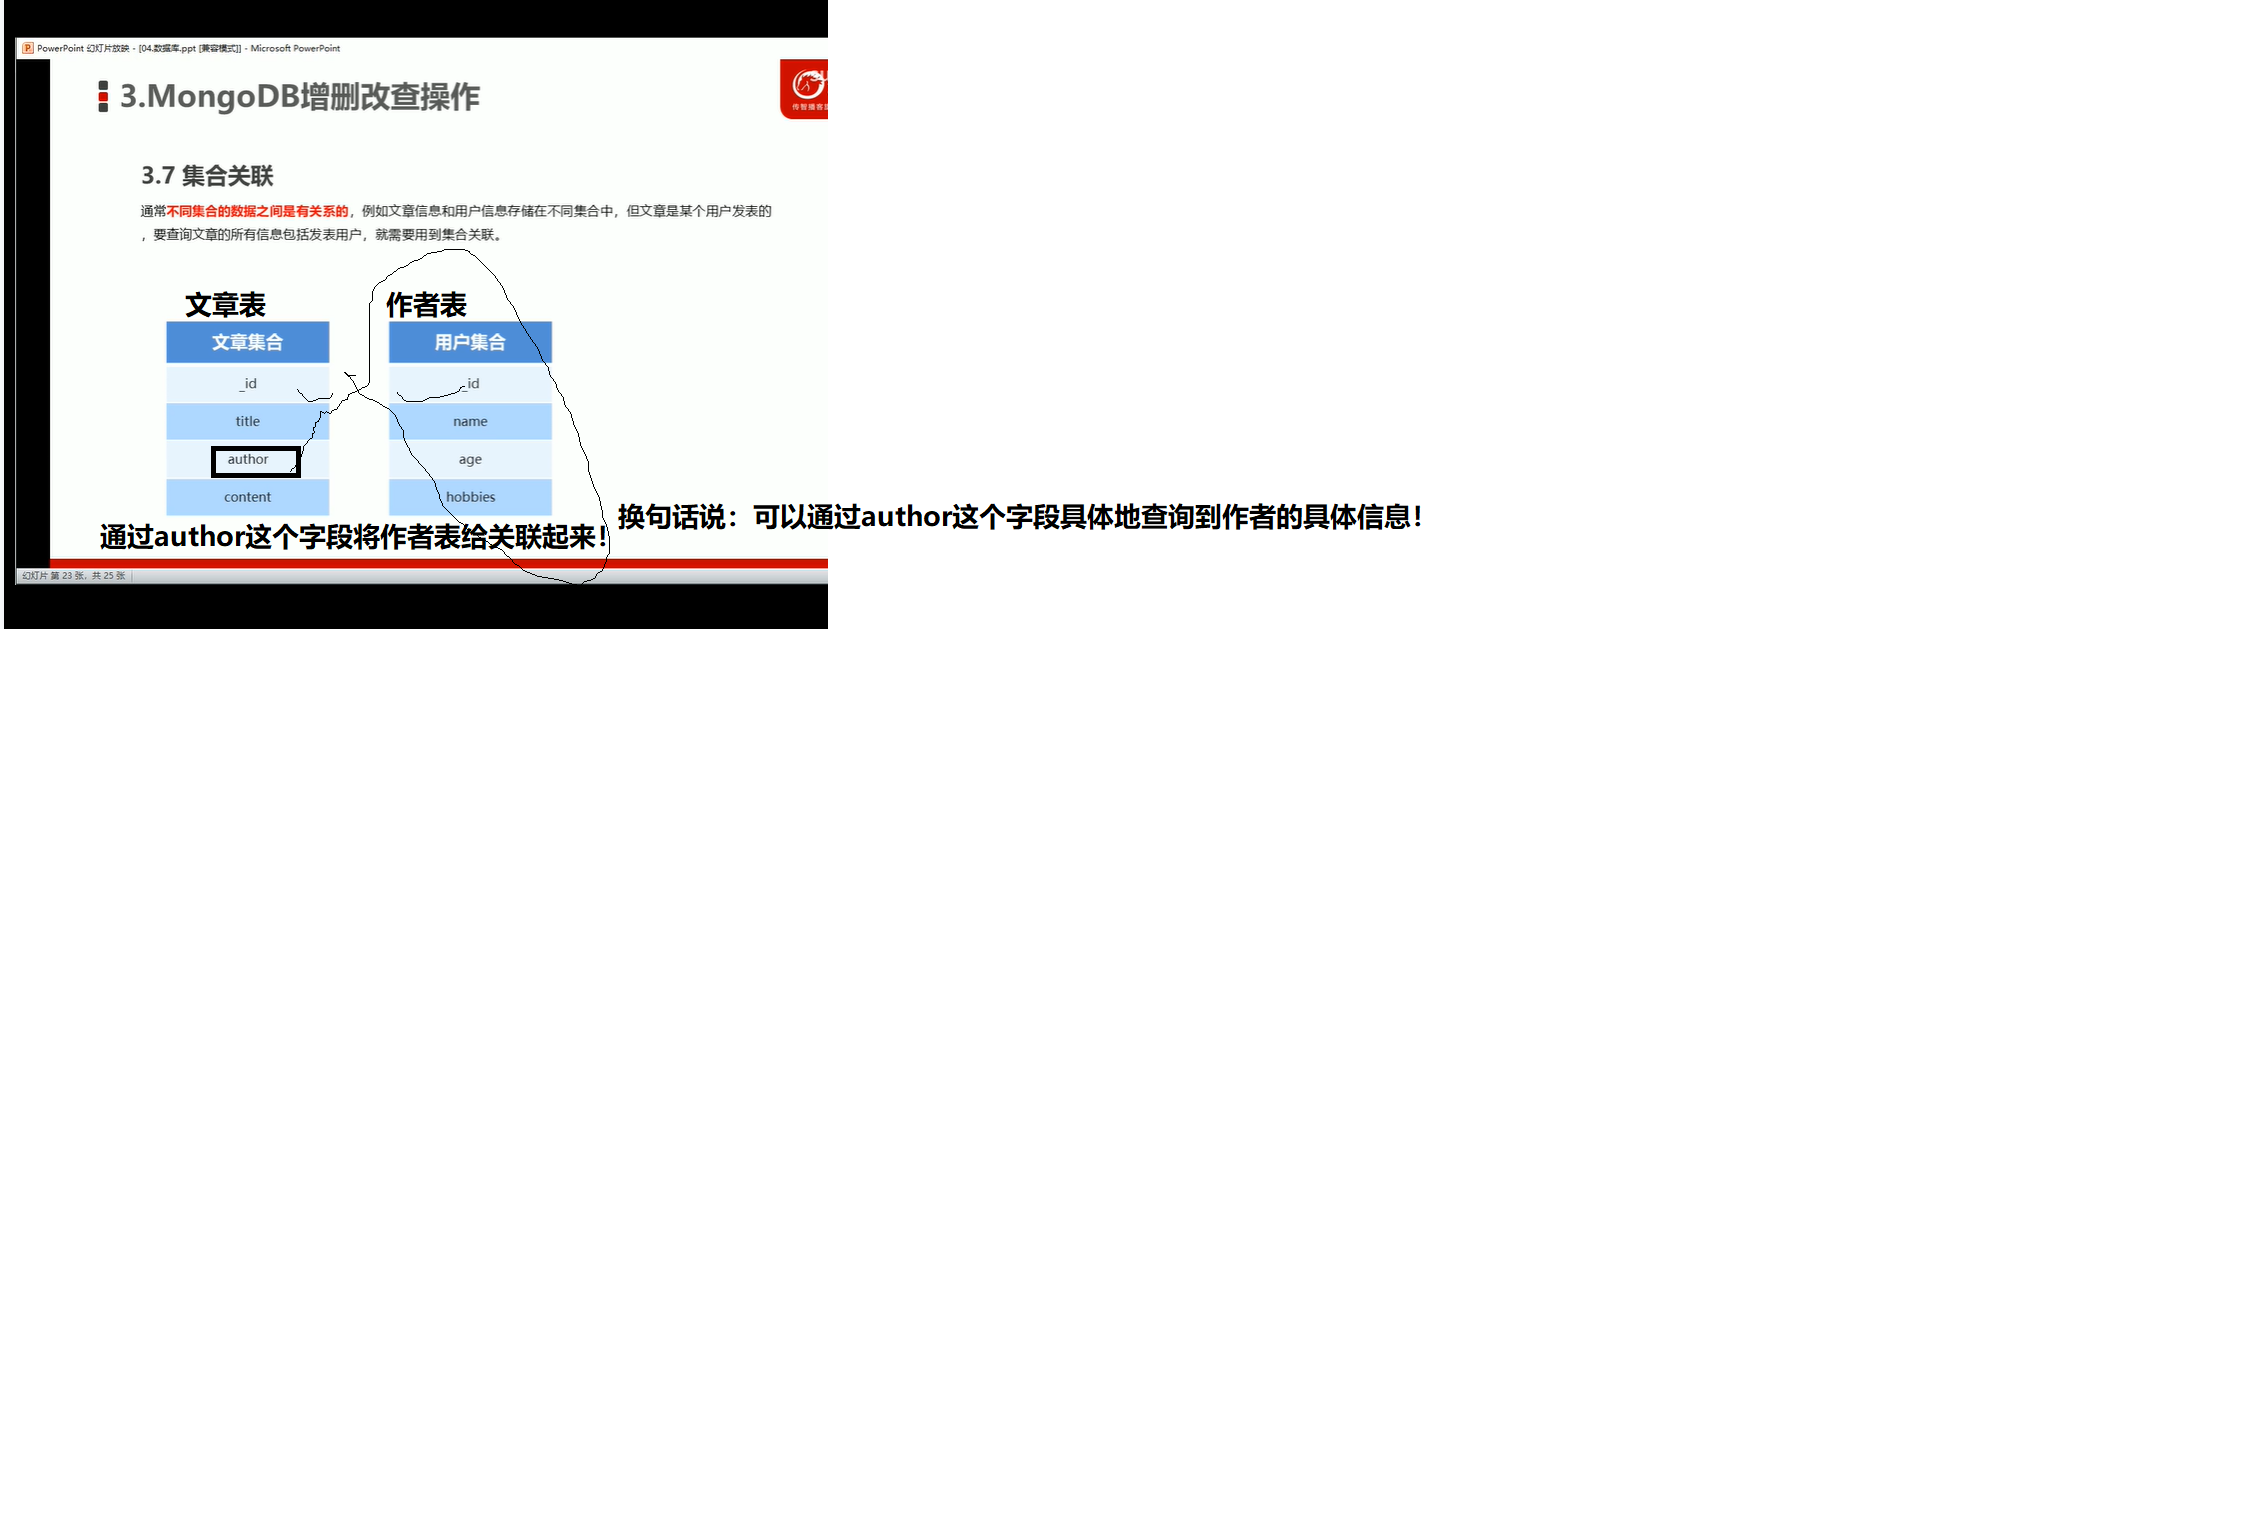 PowerPoint 幻灯片放映 - [04.数据库.ppt [兼容模式]] - Microsoft PowerPoint
3.MongoDB增删改查操作
3.7 集合关联
通常不同集合的数据之间是有关系的，例如文章信息和用户信息存储在不同集合中，但文章是某个用户发表的
，要查询文章的所有信息包括发表用户，就需要用到集合关联。
文章表
文章集合
_id
title
author
content
作者表
用户集合
_id
name
age
hobbies
通过author这个字段将作者表给关联起来！
换句话说：可以通过author这个字段具体地查询到作者的具体信息！
幻灯片 第 23 张，共 25 张